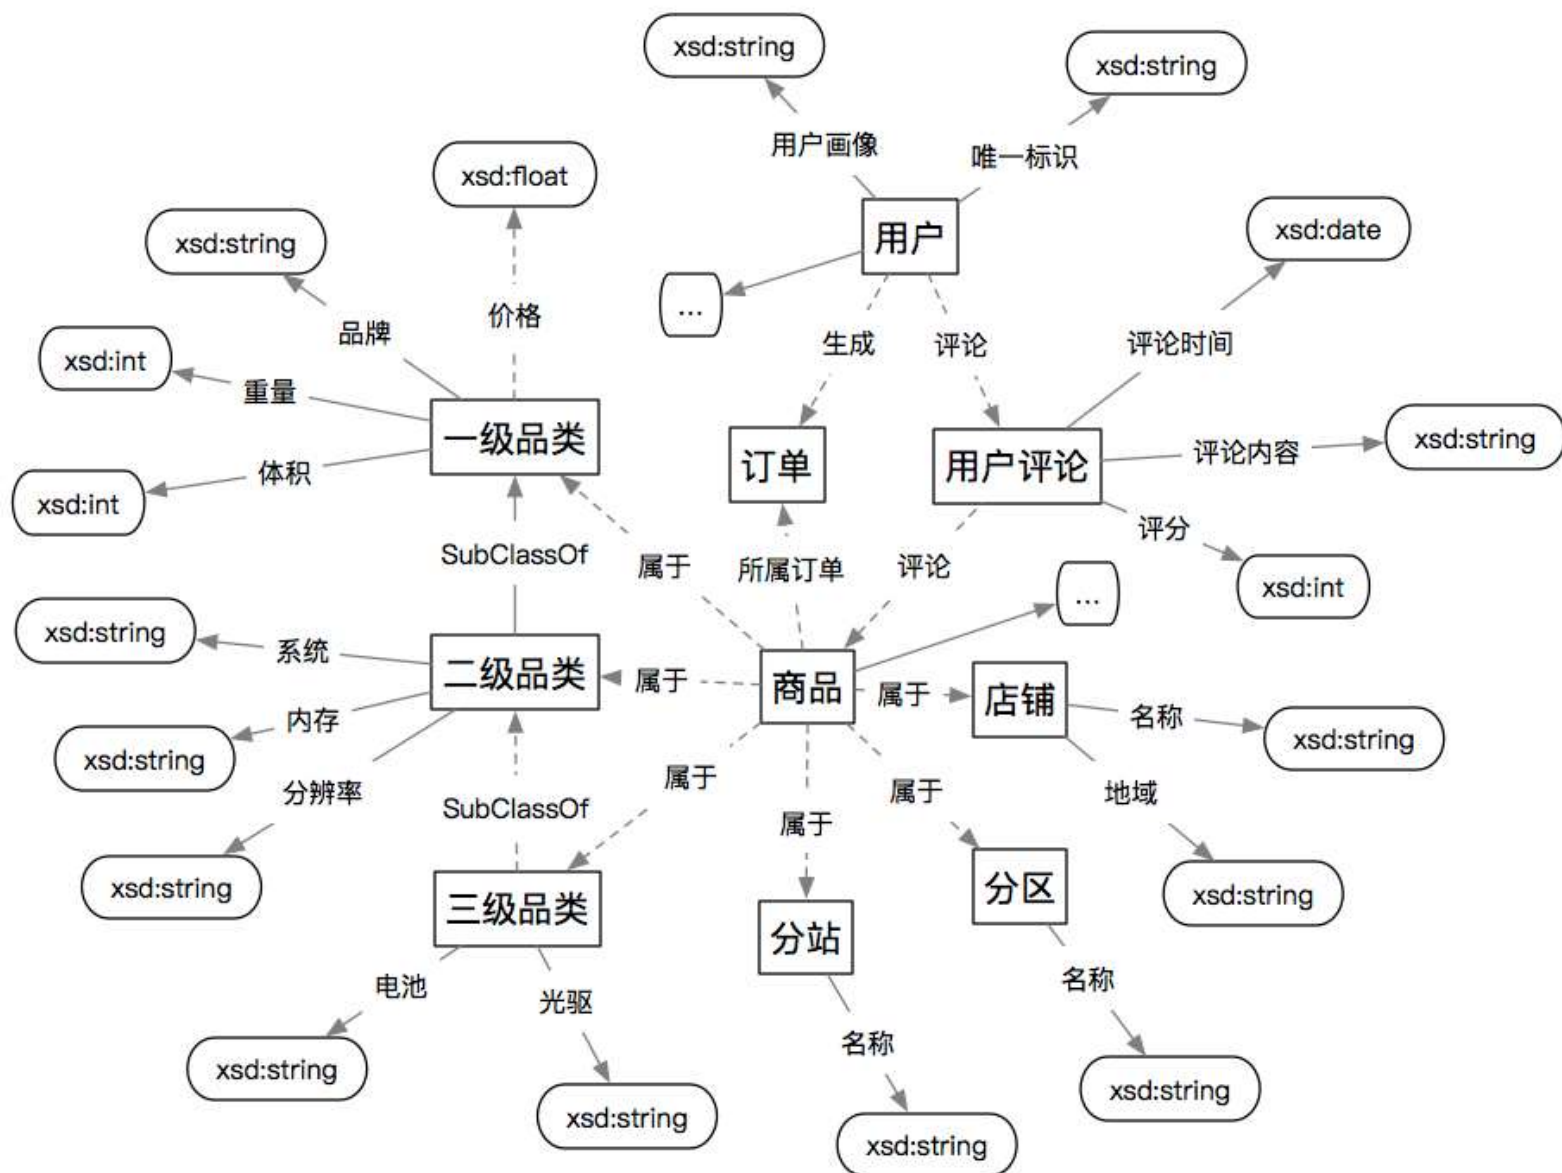 xsd:string
xsd:string
用户画像
唯一标识
xsd:float
用户
xsd:date
xsd:string
...
品牌
价格
生成
评论
评论时间
xsd:int
重量
一级品类
订单
用户评论
评论内容
xsd:string
体积
xsd:int
评分
SubClassOf
属于
所属订单
评论
...
xsd:int
xsd:string
系统
二级品类
属于
商品
属于
店铺
名称
xsd:string
内存
xsd:string
分辨率
SubClassOf
属于
属于
属于
地域
xsd:string
三级品类
分站
分区
xsd:string
电池
光驱
名称
名称
xsd:string
xsd:string
xsd:string
xsd:string